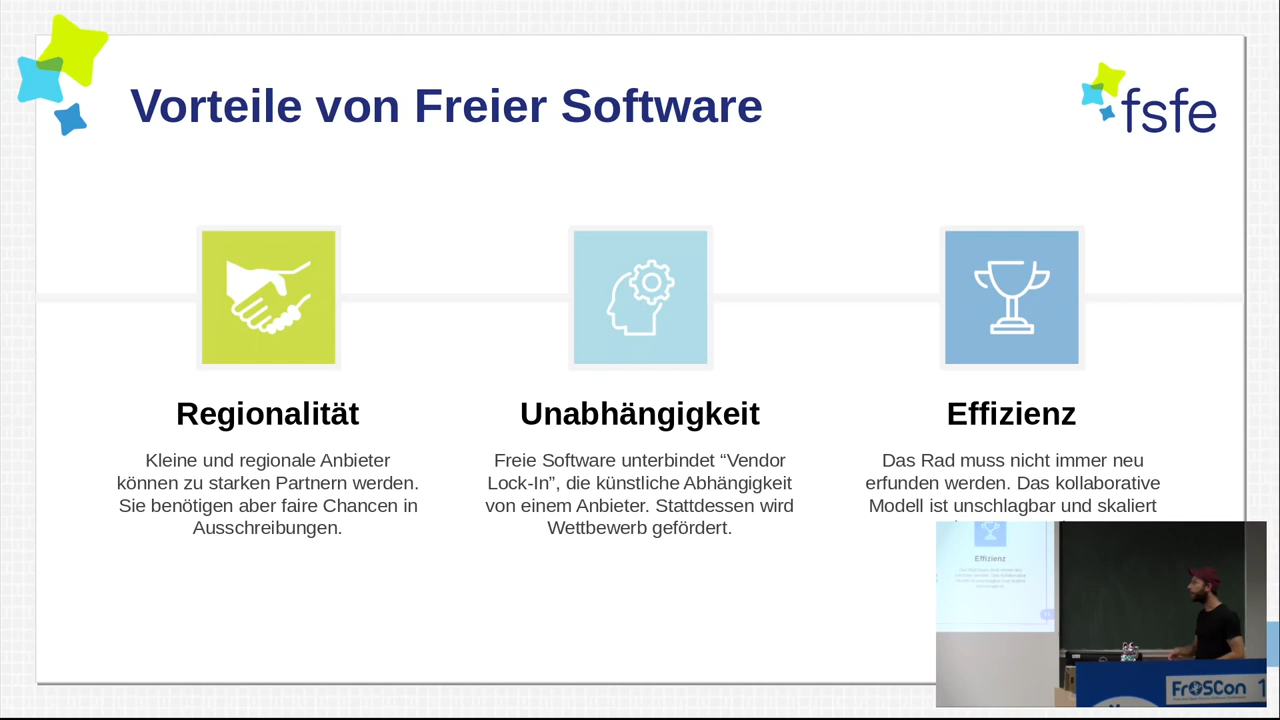 Vorteile von Freier Software
fsfe
Regionalität
Kleine und regionale Anbieter
können zu starken Partnern werden.
Sie benötigen aber faire Chancen in
Ausschreibungen.
Unabhängigkeit
Freie Software unterbindet “Vendor
Lock-In”, die künstliche Abhängigkeit
von einem Anbieter. Stattdessen wird
Wettbewerb gefördert.
Effizienz
Das Rad muss nicht immer neu
erfunden werden. Das kollaborative
Modell ist unschlagbar und skaliert
Effizienz
FrOSCon 1